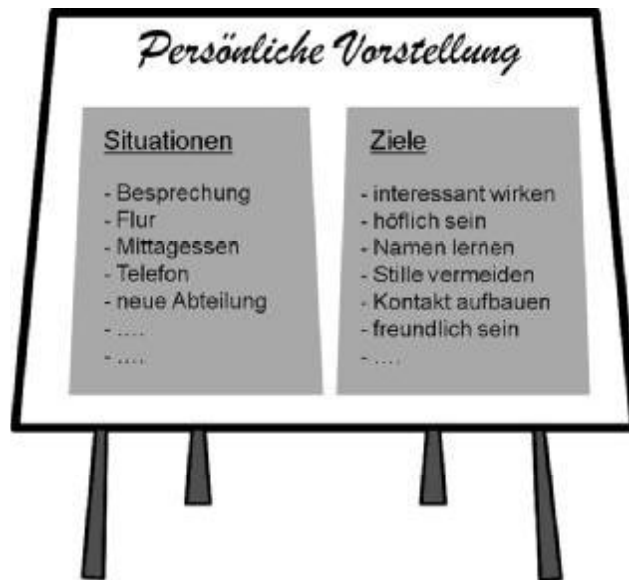 Persönliche Vorstellung
Situationen
- Besprechung
- Flur
- Mittagessen
- Telefon
- neue Abteilung
- ....
- ....
Ziele
- interessant wirken
- höflich sein
- Namen lernen
- Stille vermeiden
- Kontakt aufbauen
- freundlich sein
- ....